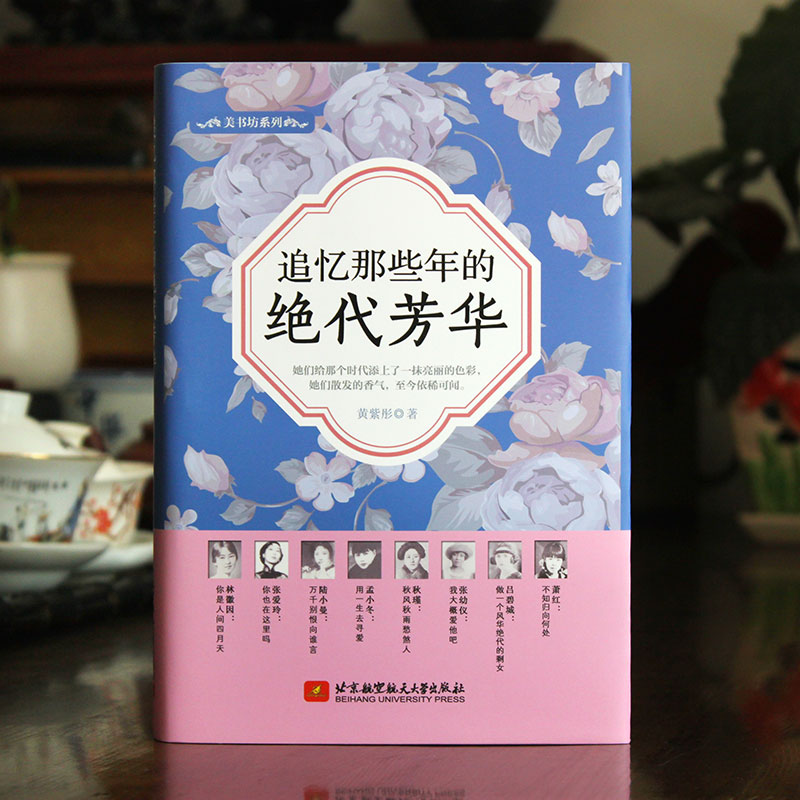 美书坊系列
追忆那些年的
绝代芳华
她们给那个时代添上了一抹亮丽的色彩，
她们散发的香气，至今依稀可闻。
黄紫彤◎著
林徽因：
你是人间四月天
张爱玲：
你也在这里吗
陆小曼：
万千别恨向谁言
孟小冬：
用一生去寻爱
秋瑾：
秋风秋雨愁煞人
张幼仪：
我大概爱他吧
吕碧城：
做一个风华绝代的剩女
萧红：
不知归向何处
北京航空航天大学出版社
BEIHANG UNIVERSITY PRESS